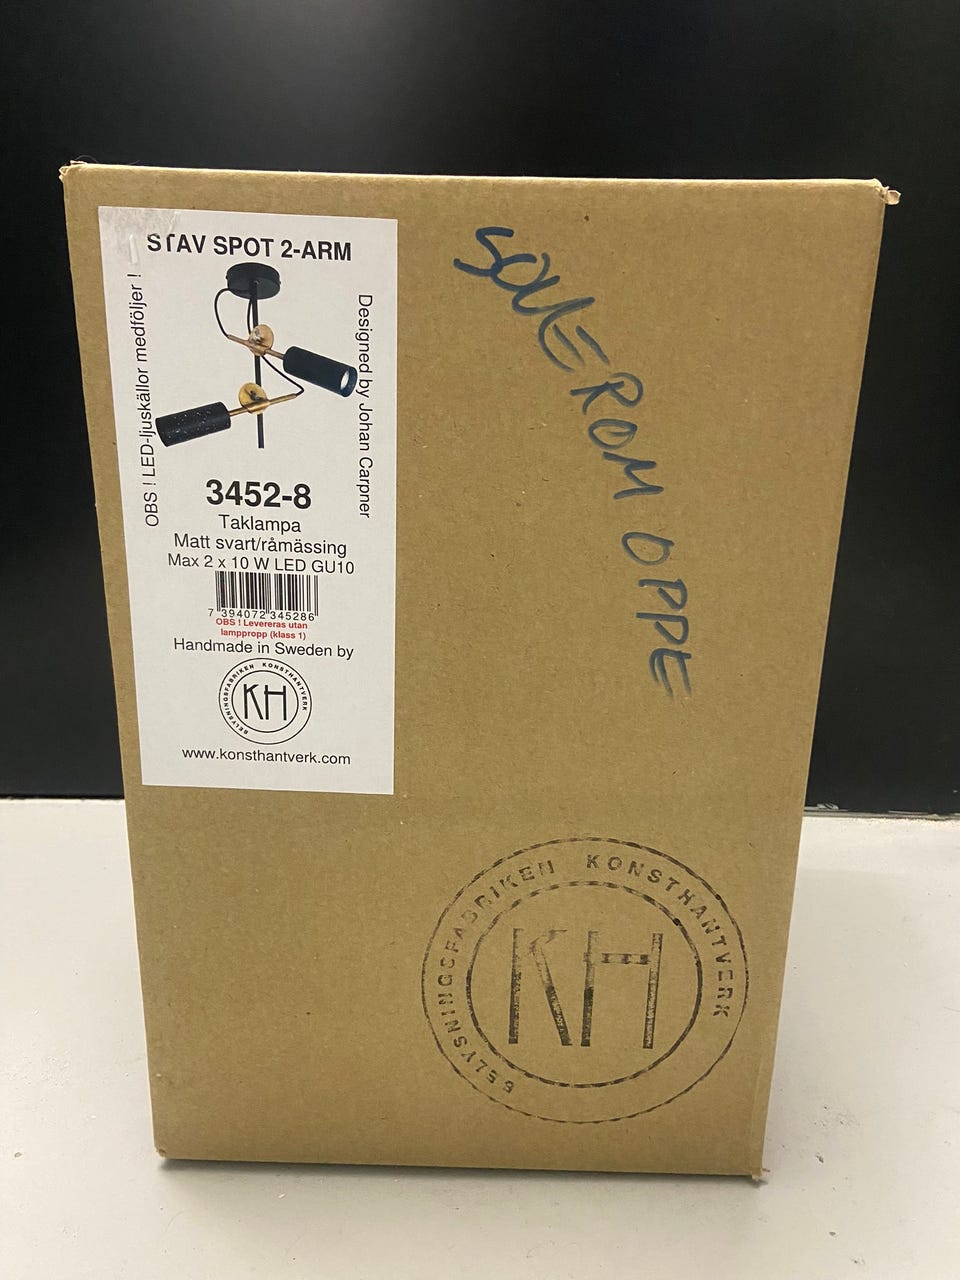 STAV SPOT 2-ARM
OBS ! LED-ljuskällor medföljer !
Designed by Johan Carpner
3452-8
Taklampa
Matt svart/råmässing
Max 2 x 10 W LED GU10
7 394072 345286
OBS ! Levereras utan
lamppropp (klass 1)
Handmade in Sweden by
BELYSNINGSFABRIKEN KONSTHANTVERK
KH
www.konsthantverk.com
SOVEROM OPPE
BELYSNINGSFABRIKEN KONSTHANTVERK
KH